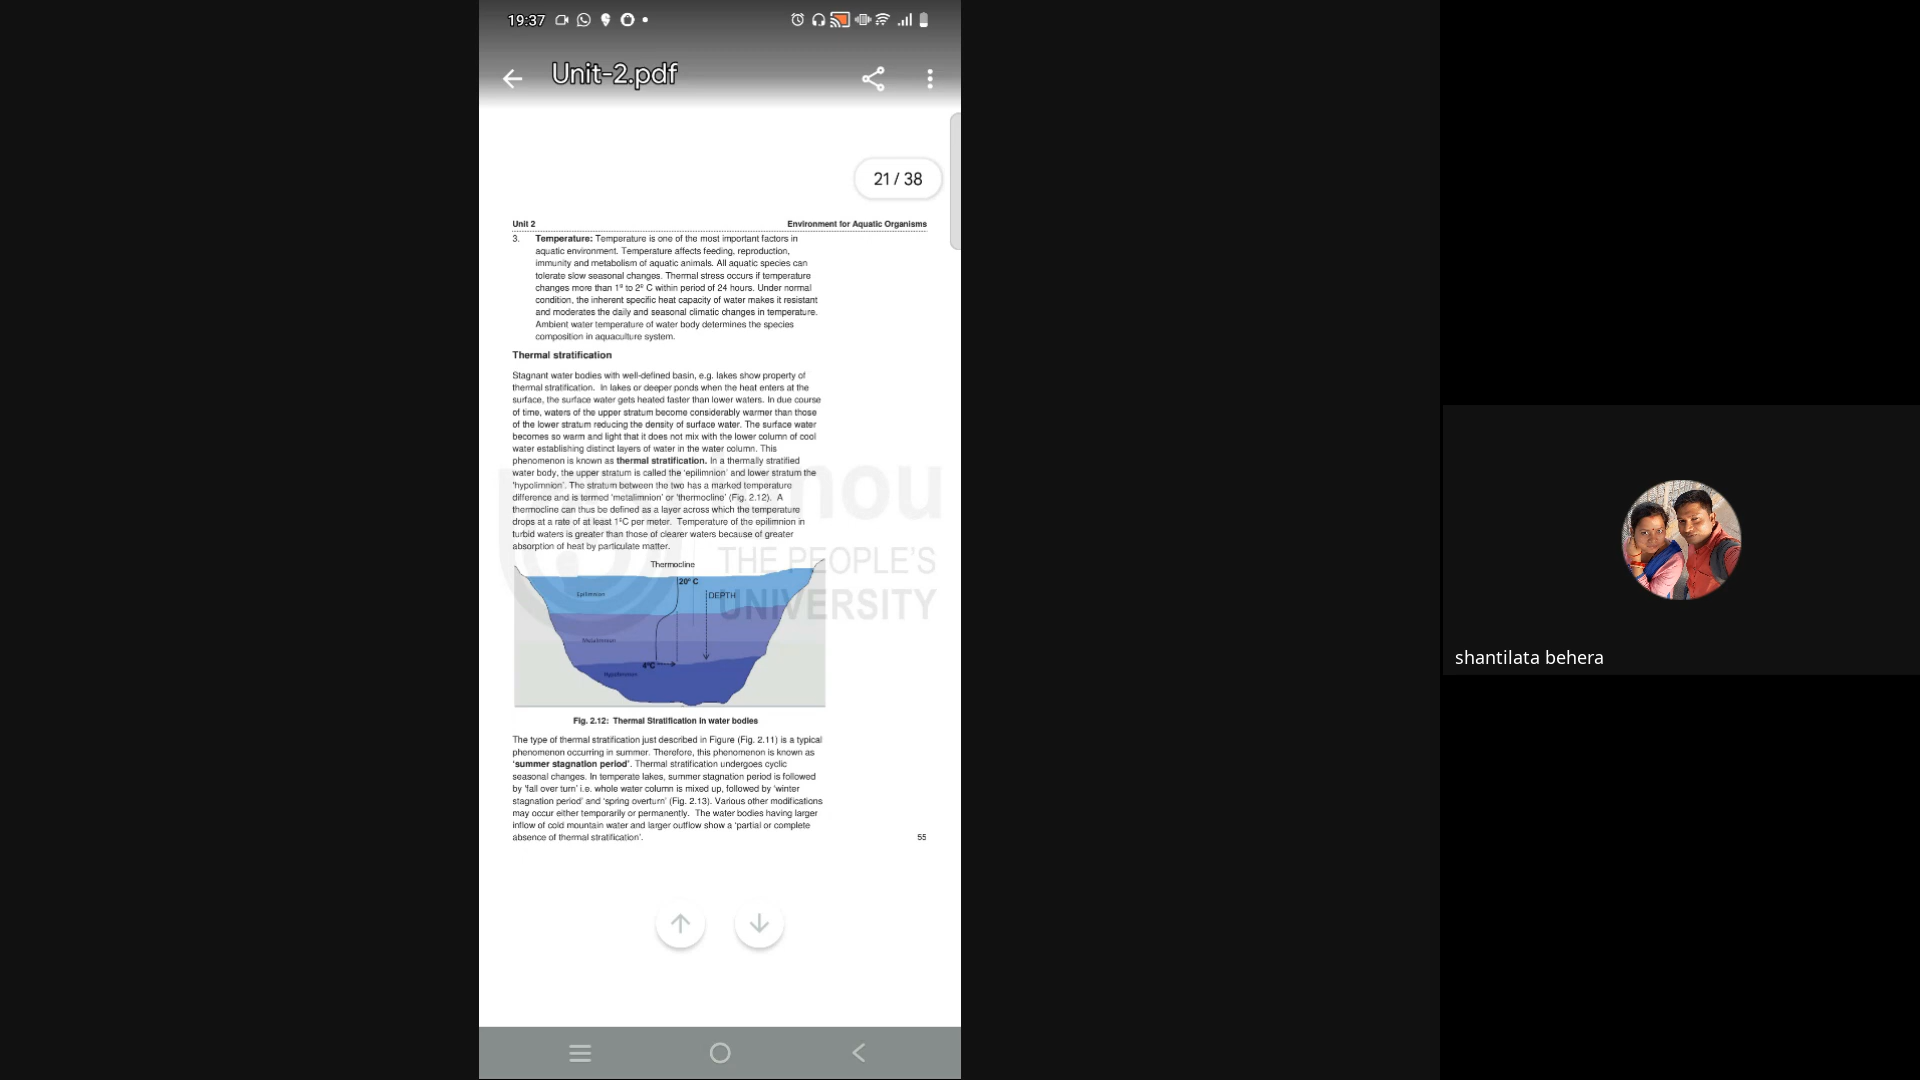 19:37
Unit-2.pdf
21 / 38
Unit 2 Environment for Aquatic Organisms
3. Temperature: Temperature is one of the most important factors in
aquatic environment. Temperature affects feeding, reproduction,
immunity and metabolism of aquatic animals. All aquatic species can
tolerate slow seasonal changes. Thermal stress occurs if temperature
changes more than 1º to 2º C within period of 24 hours. Under normal
condition, the inherent specific heat capacity of water makes it resistant
and moderates the daily and seasonal climatic changes in temperature.
Ambient water temperature of water body determines the species
composition in aquaculture system.
Thermal stratification
Stagnant water bodies with well-defined basin, e.g. lakes show property of
thermal stratification. In lakes or deeper ponds when the heat enters at the
surface, the surface water gets heated faster than lower waters. In due course
of time, waters of the upper stratum become considerably warmer than those
of the lower stratum reducing the density of surface water. The surface water
becomes so warm and light that it does not mix with the lower column of cool
water establishing distinct layers of water in the water column. This
phenomenon is known as thermal stratification. In a thermally stratified
water body, the upper stratum is called the 'epilimnion' and lower stratum the
'hypolimnion'. The stratum between the two has a marked temperature
difference and is termed 'metalimnion' or 'thermocline' (Fig. 2.12). A
thermocline can thus be defined as a layer across which the temperature
drops at a rate of at least 1ºC per meter. Temperature of the epilimnion in
turbid waters is greater than those of clearer waters because of greater
absorption of heat by particulate matter.
THE PEOPLE'S
UNIVERSITY
Thermocline
20º C
Epilimnion
DEPTH
Metalimnion
4ºC
Hypolimnion
Fig. 2.12: Thermal Stratification in water bodies
The type of thermal stratification just described in Figure (Fig. 2.11) is a typical
phenomenon occurring in summer. Therefore, this phenomenon is known as
'summer stagnation period'. Thermal stratification undergoes cyclic
seasonal changes. In temperate lakes, summer stagnation period is followed
by 'fall over turn' i.e. whole water column is mixed up, followed by 'winter
stagnation period' and 'spring overturn' (Fig. 2.13). Various other modifications
may occur either temporarily or permanently. The water bodies having larger
inflow of cold mountain water and larger outflow show a 'partial or complete
absence of thermal stratification'.
55
shantilata behera